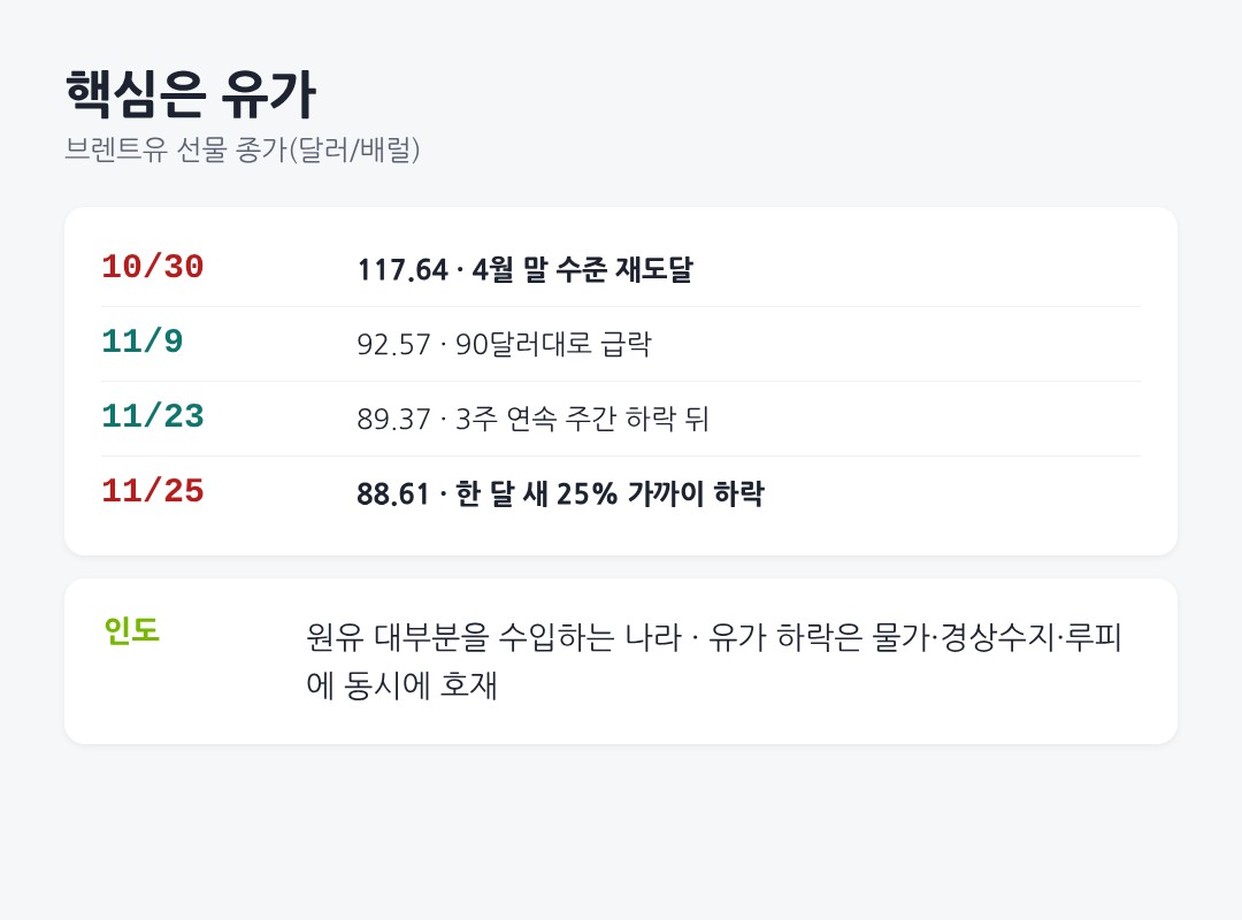 핵심은 유가
브렌트유 선물 종가(달러/배럴)
10/30 117.64 · 4월 말 수준 재도달
11/9 92.57 · 90달러대로 급락
11/23 89.37 · 3주 연속 주간 하락 뒤
11/25 88.61 · 한 달 새 25% 가까이 하락
인도 원유 대부분을 수입하는 나라 · 유가 하락은 물가·경상수지·루피
에 동시에 호재